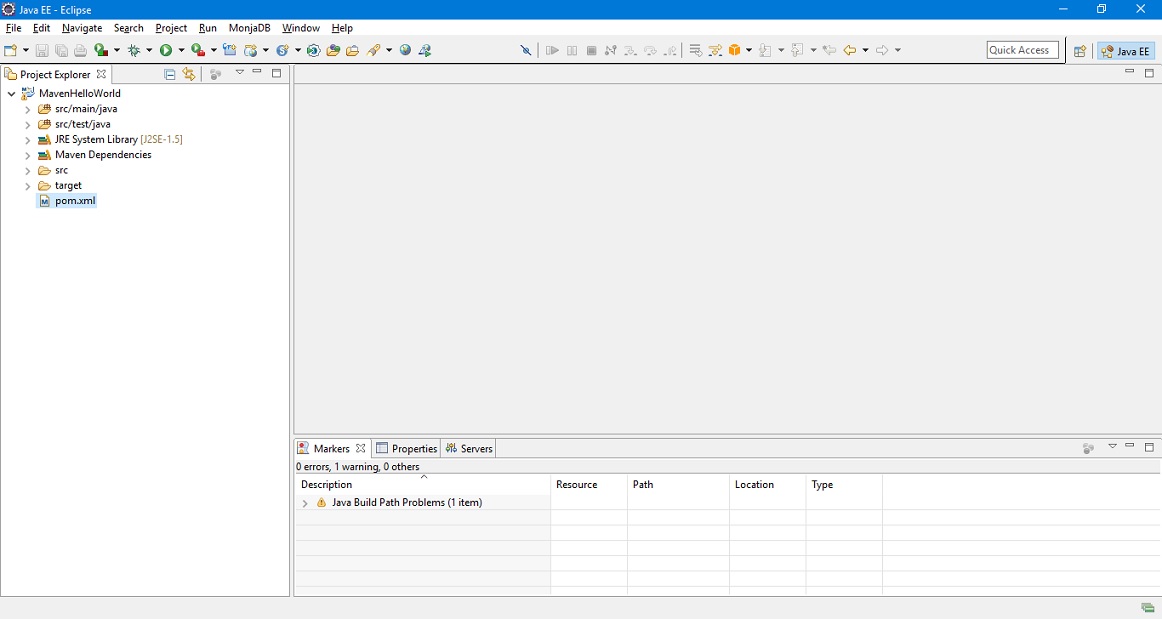 Java EE - Eclipse
File Edit Navigate Search Project Run MonjaDB Window Help
Quick Access Java EE
Project Explorer
MavenHelloWorld
src/main/java
src/test/java
JRE System Library [J2SE-1.5]
Maven Dependencies
src
target
pom.xml
Markers Properties Servers
0 errors, 1 warning, 0 others
Description Resource Path Location Type
Java Build Path Problems (1 item)